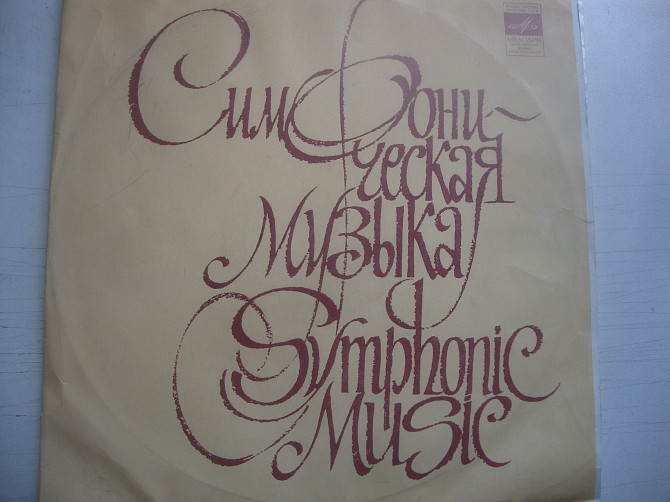 Симфони-
ческая
музыка
Symphonic
Music